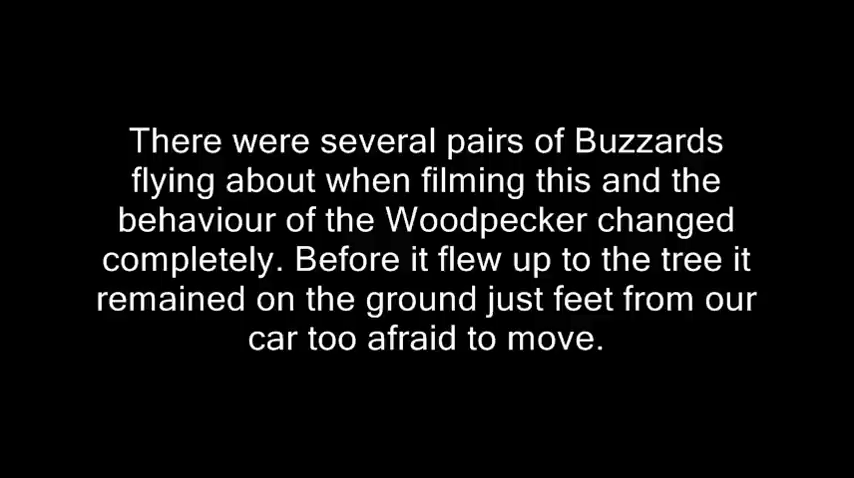 There were several pairs of Buzzards
flying about when filming this and the
behaviour of the Woodpecker changed
completely. Before it flew up to the tree it
remained on the ground just feet from our
car too afraid to move.